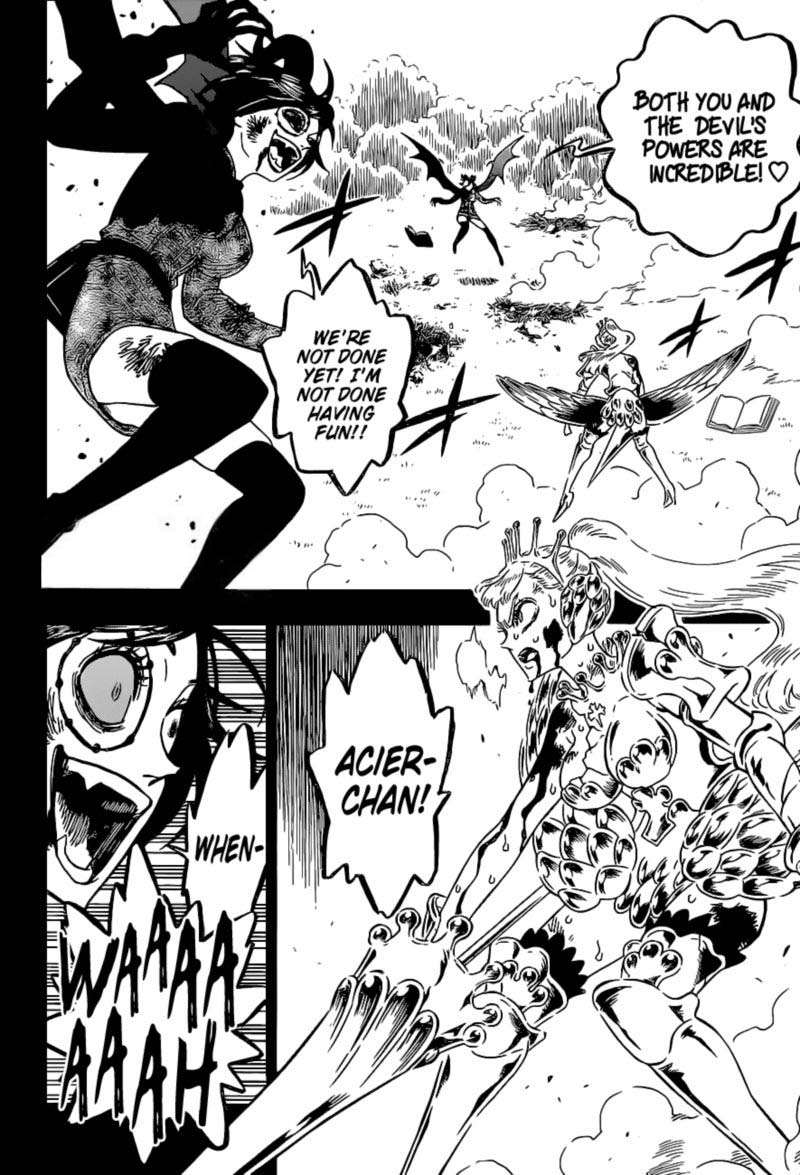 BOTH YOU AND
THE DEVIL'S
POWERS ARE
INCREDIBLE! ♡
WE'RE
NOT DONE
YET! I'M
NOT DONE
HAVING
FUN!!
ACIER-
CHAN!
WHEN-
WAAAA
AAAH